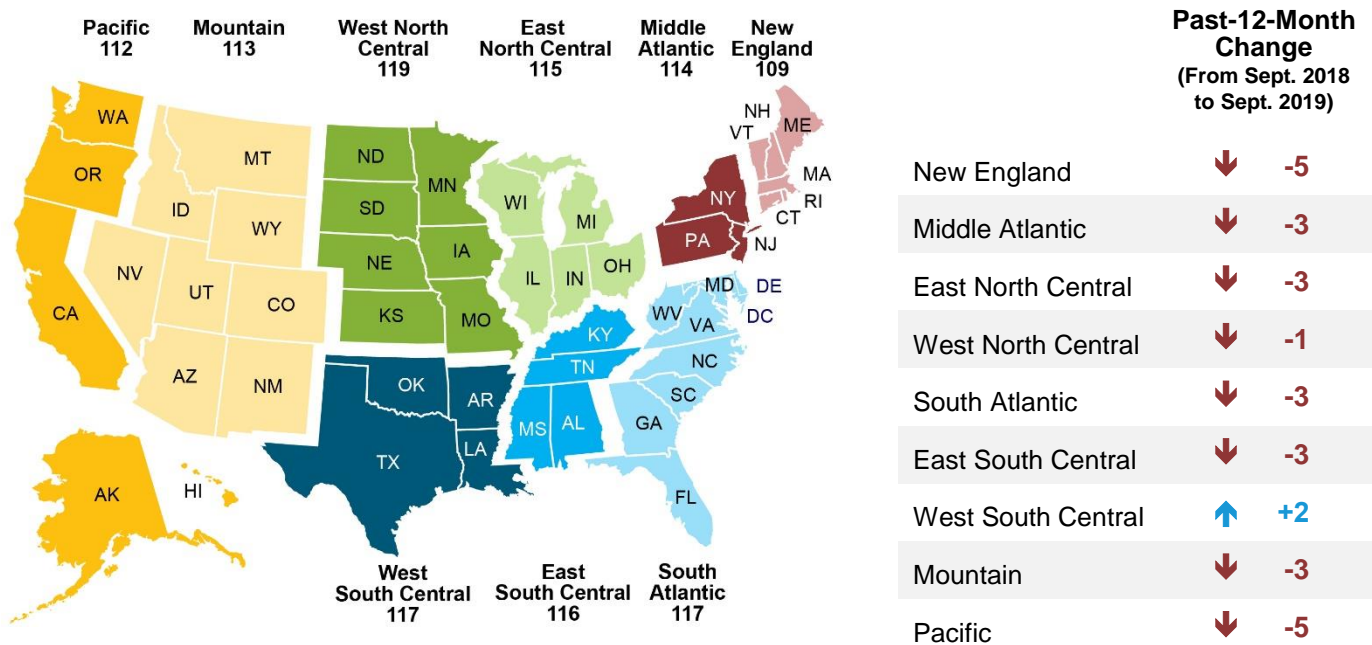 Pacific
112
Mountain
113
West North
Central
119
East
North Central
115
Middle
Atlantic
114
New
England
109
WA
OR
CA
AK
HI
MT
ID
WY
NV
UT
CO
AZ
NM
ND
SD
NE
KS
MN
IA
MO
WI
MI
IL
IN
OH
NY
PA
NJ
NH
VT
ME
MA
RI
CT
OK
AR
TX
LA
KY
TN
MS
AL
MD
DE
DC
WV
VA
NC
SC
GA
FL
West
South Central
117
East
South Central
116
South
Atlantic
117
Past-12-Month
Change
(From Sept. 2018
to Sept. 2019)
New England -5
Middle Atlantic -3
East North Central -3
West North Central -1
South Atlantic -3
East South Central -3
West South Central +2
Mountain -3
Pacific -5